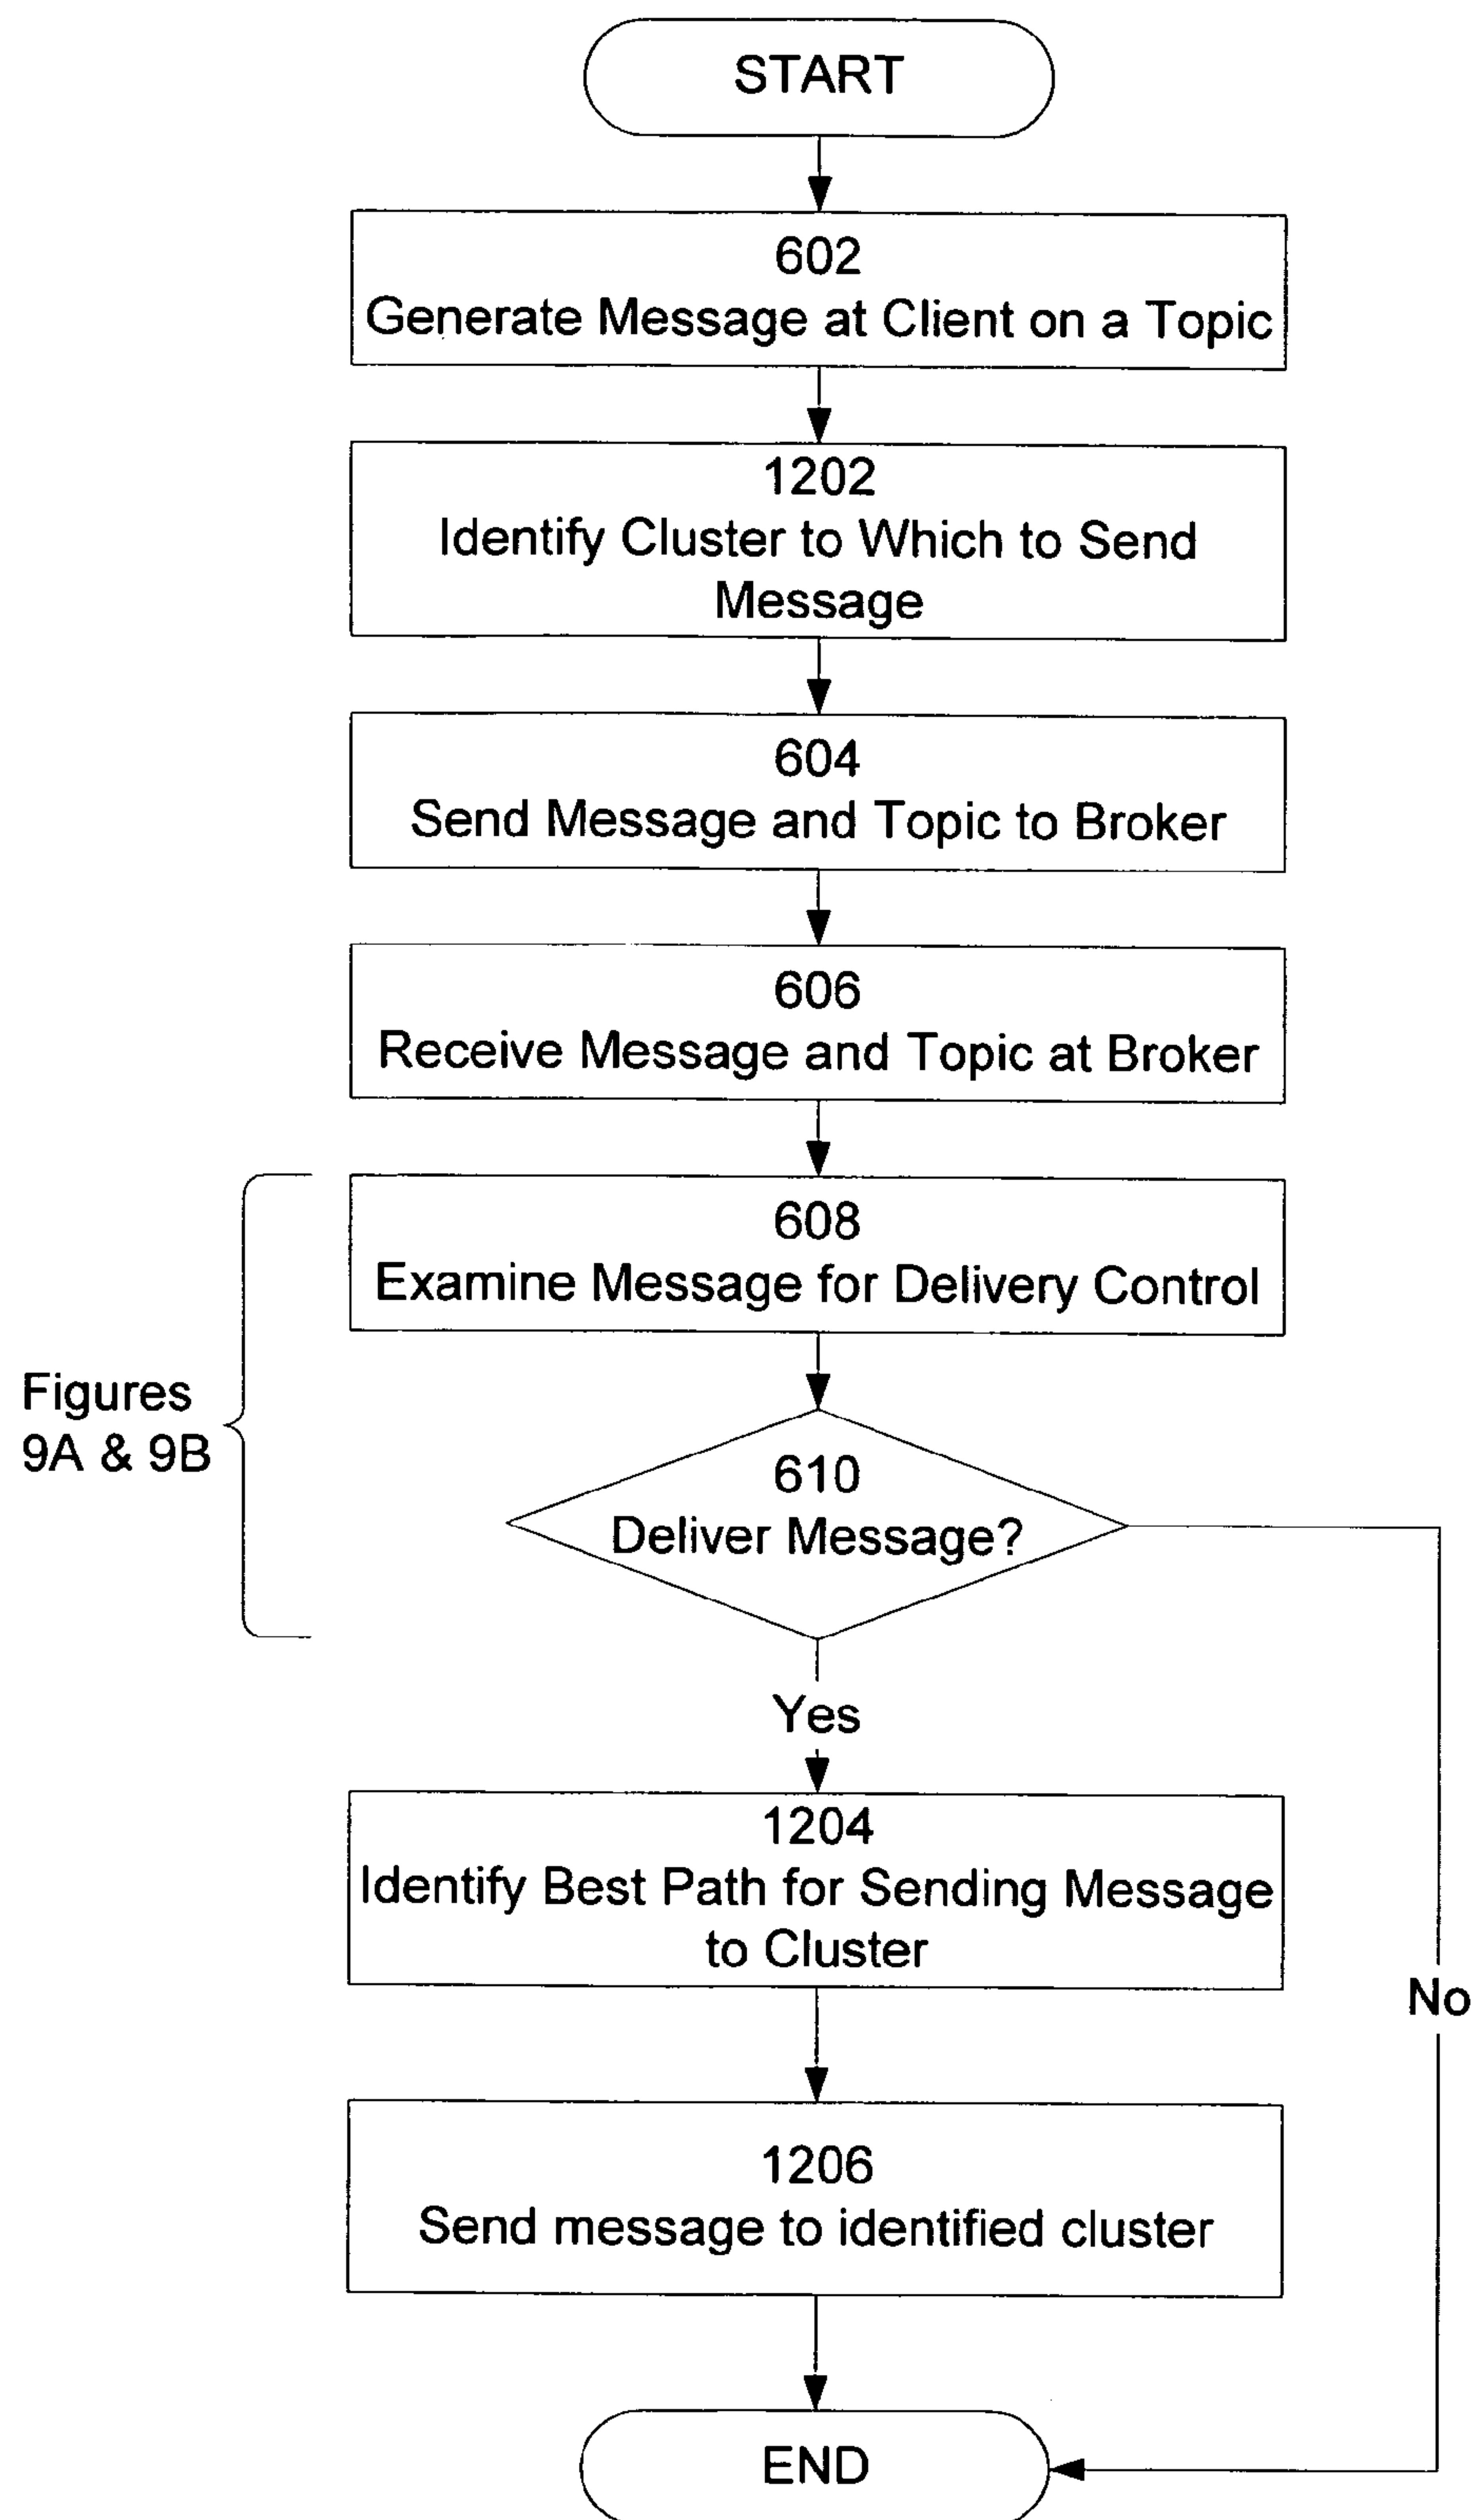 START
602
Generate Message at Client on a Topic
1202
Identify Cluster to Which to Send
Message
604
Send Message and Topic to Broker
606
Receive Message and Topic at Broker
608
Examine Message for Delivery Control
Figures
9A & 9B
610
Deliver Message?
Yes
1204
Identify Best Path for Sending Message
to Cluster
No
1206
Send message to identified cluster
END